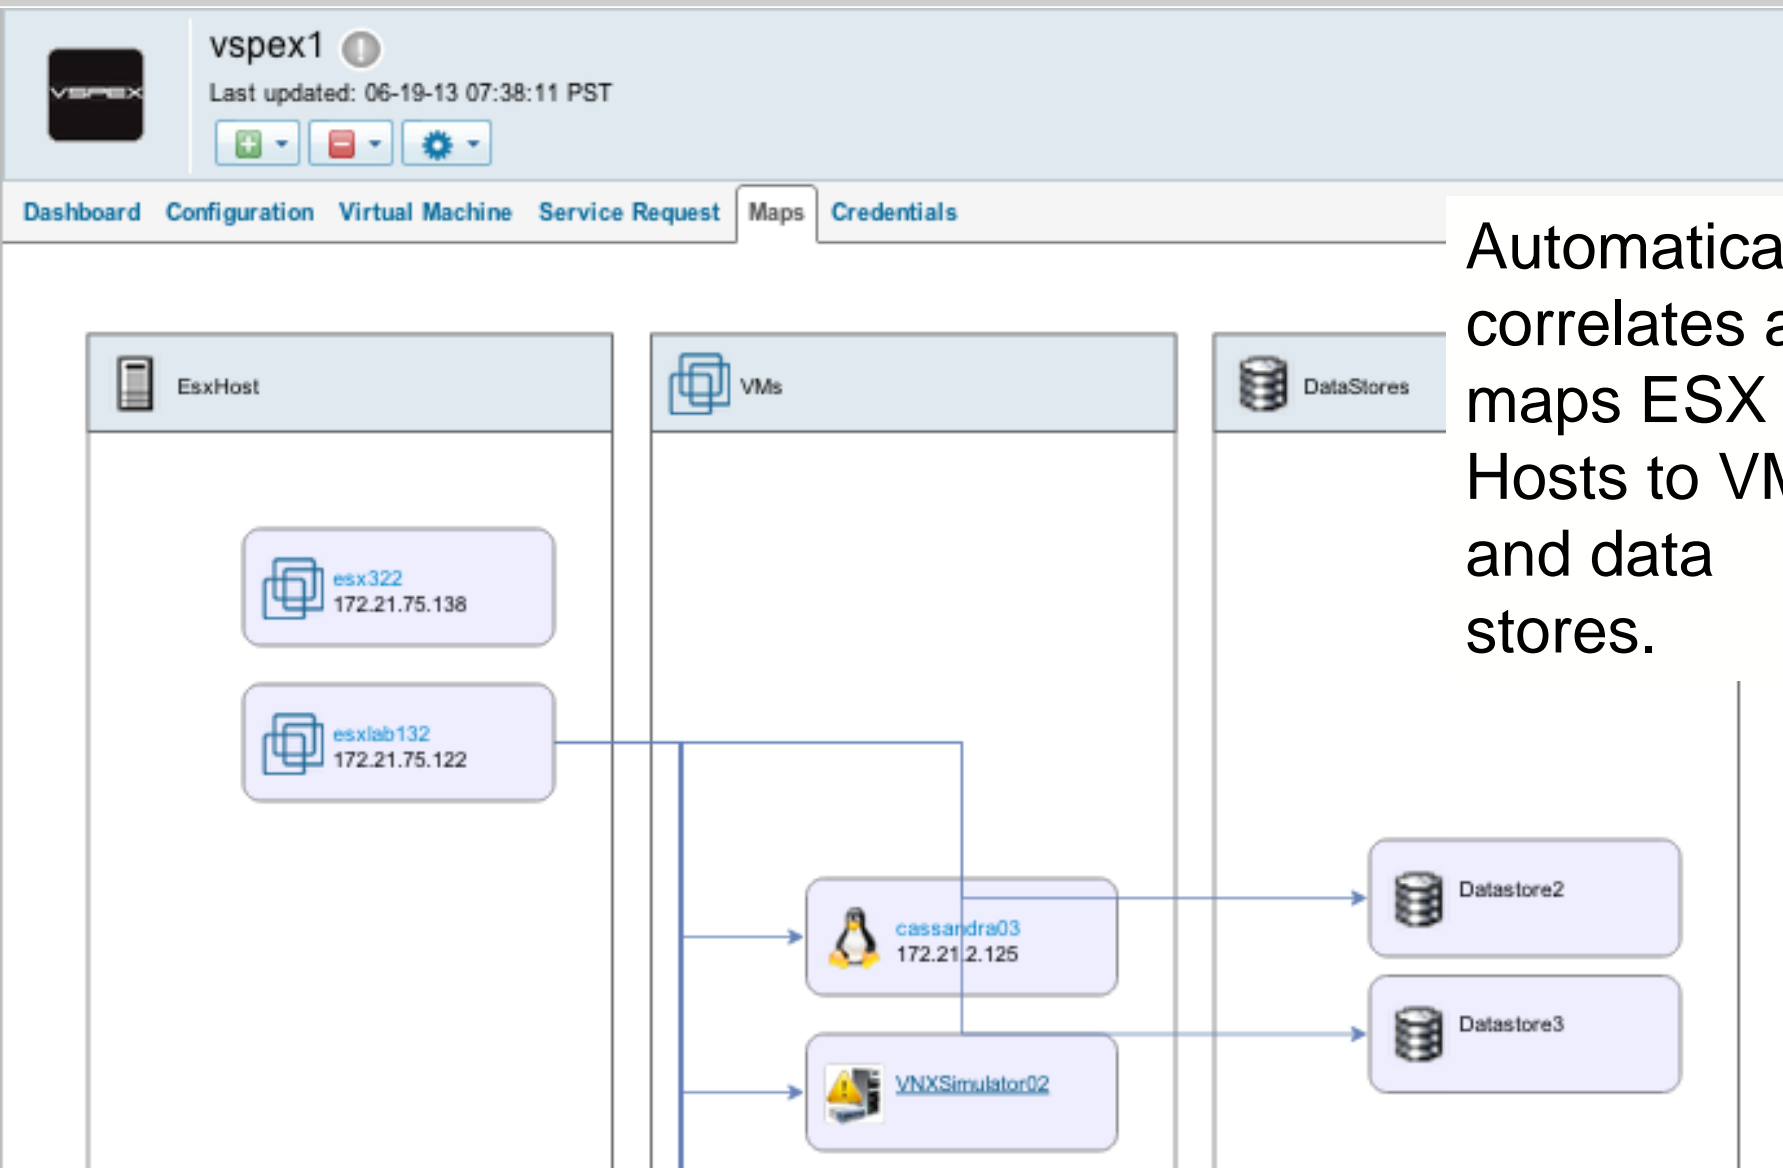 vspex1
VSPEX
Last updated: 06-19-13 07:38:11 PST
Dashboard Configuration Virtual Machine Service Request Maps Credentials
Automatica
correlates a
maps ESX
Hosts to VM
and data
stores.
EsxHost
VMs
DataStores
esx322
172.21.75.138
esxlab132
172.21.75.122
cassandra03
172.21.2.125
VNXSimulator02
Datastore2
Datastore3